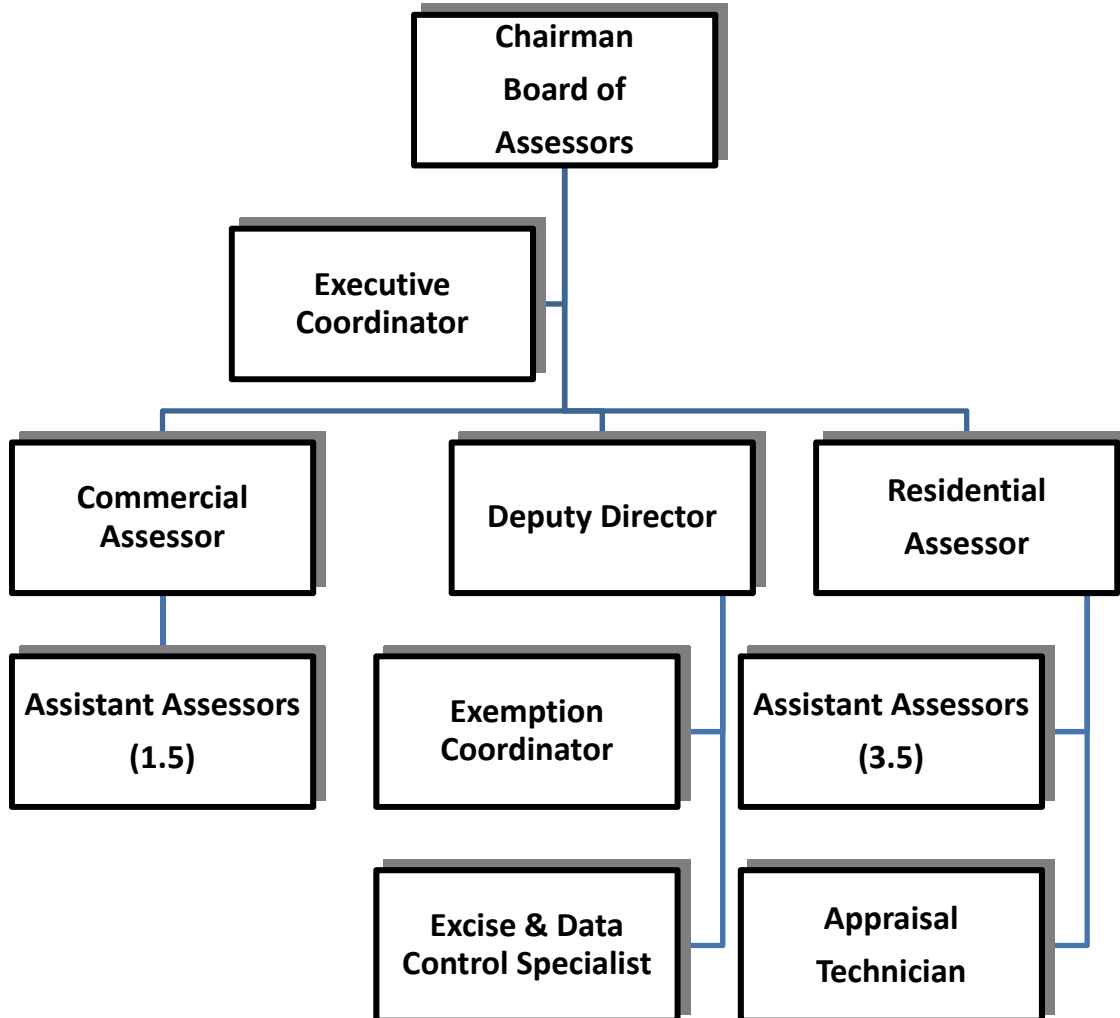 Chairman
Board of
Assessors
Executive
Coordinator
Commercial
Assessor
Deputy Director
Residential
Assessor
Assistant Assessors
(1.5)
Exemption
Coordinator
Assistant Assessors
(3.5)
Excise & Data
Control Specialist
Appraisal
Technician